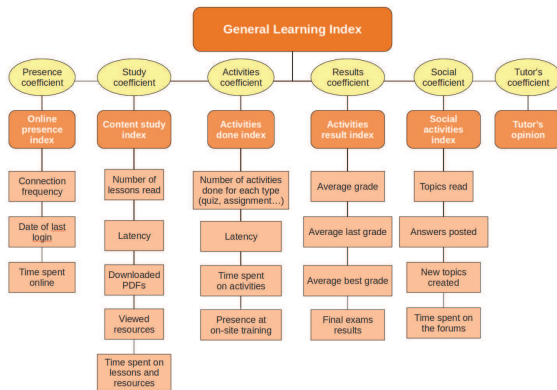 General Learning Index
Presence
coefficient
Study
coefficient
Activities
coefficient
Results
coefficient
Social
coefficient
Tutor's
coefficient
Online
presence
index
Content study
index
Activities
done index
Activities
result index
Social
activities
index
Tutor's
opinion
Connection
frequency
Date of last
login
Time spent
online
Number of
lessons read
Latency
Downloaded
PDFs
Viewed
resources
Time spent on
lessons and
resources
Number of activities
done for each type
(quiz, assignment...)
Latency
Time spent
on activities
Presence at
on-site training
Average grade
Average last grade
Average best grade
Final exams
results
Topics read
Answers posted
New topics
created
Time spent on
the forums